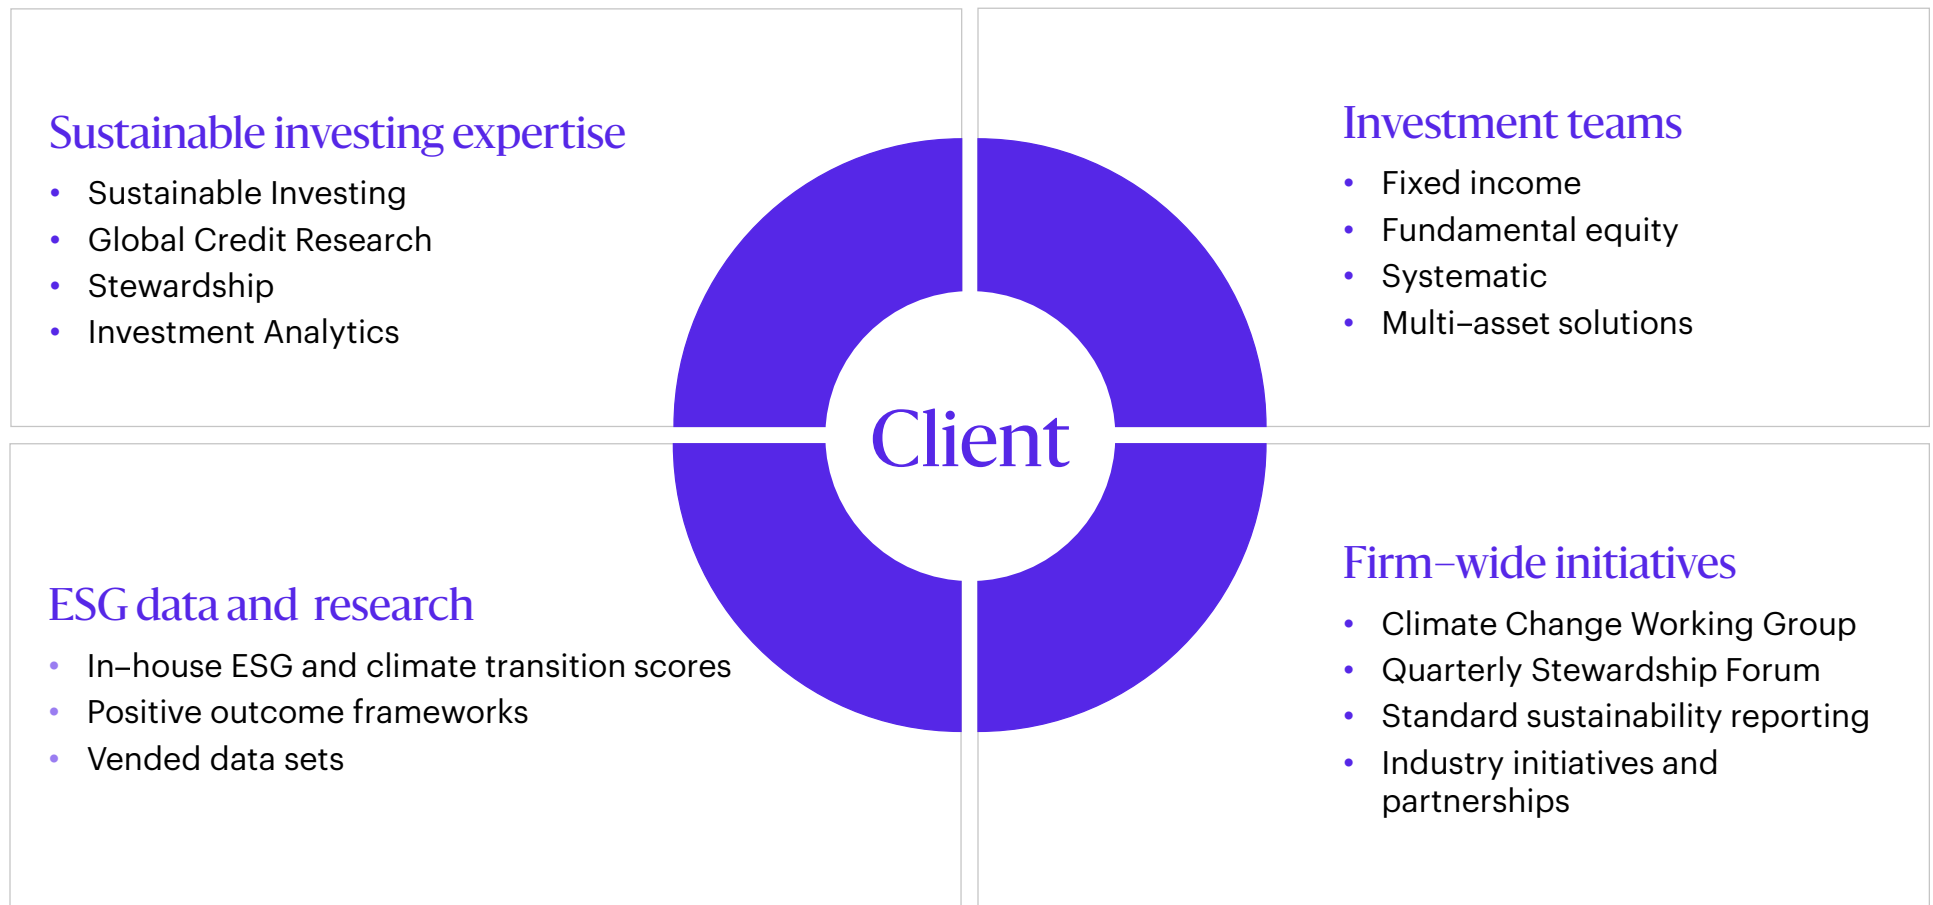 Sustainable investing expertise
• Sustainable Investing
• Global Credit Research
• Stewardship
• Investment Analytics
Investment teams
• Fixed income
• Fundamental equity
• Systematic
• Multi–asset solutions
Client
ESG data and research
• In–house ESG and climate transition scores
• Positive outcome frameworks
• Vended data sets
Firm–wide initiatives
• Climate Change Working Group
• Quarterly Stewardship Forum
• Standard sustainability reporting
• Industry initiatives and
partnerships